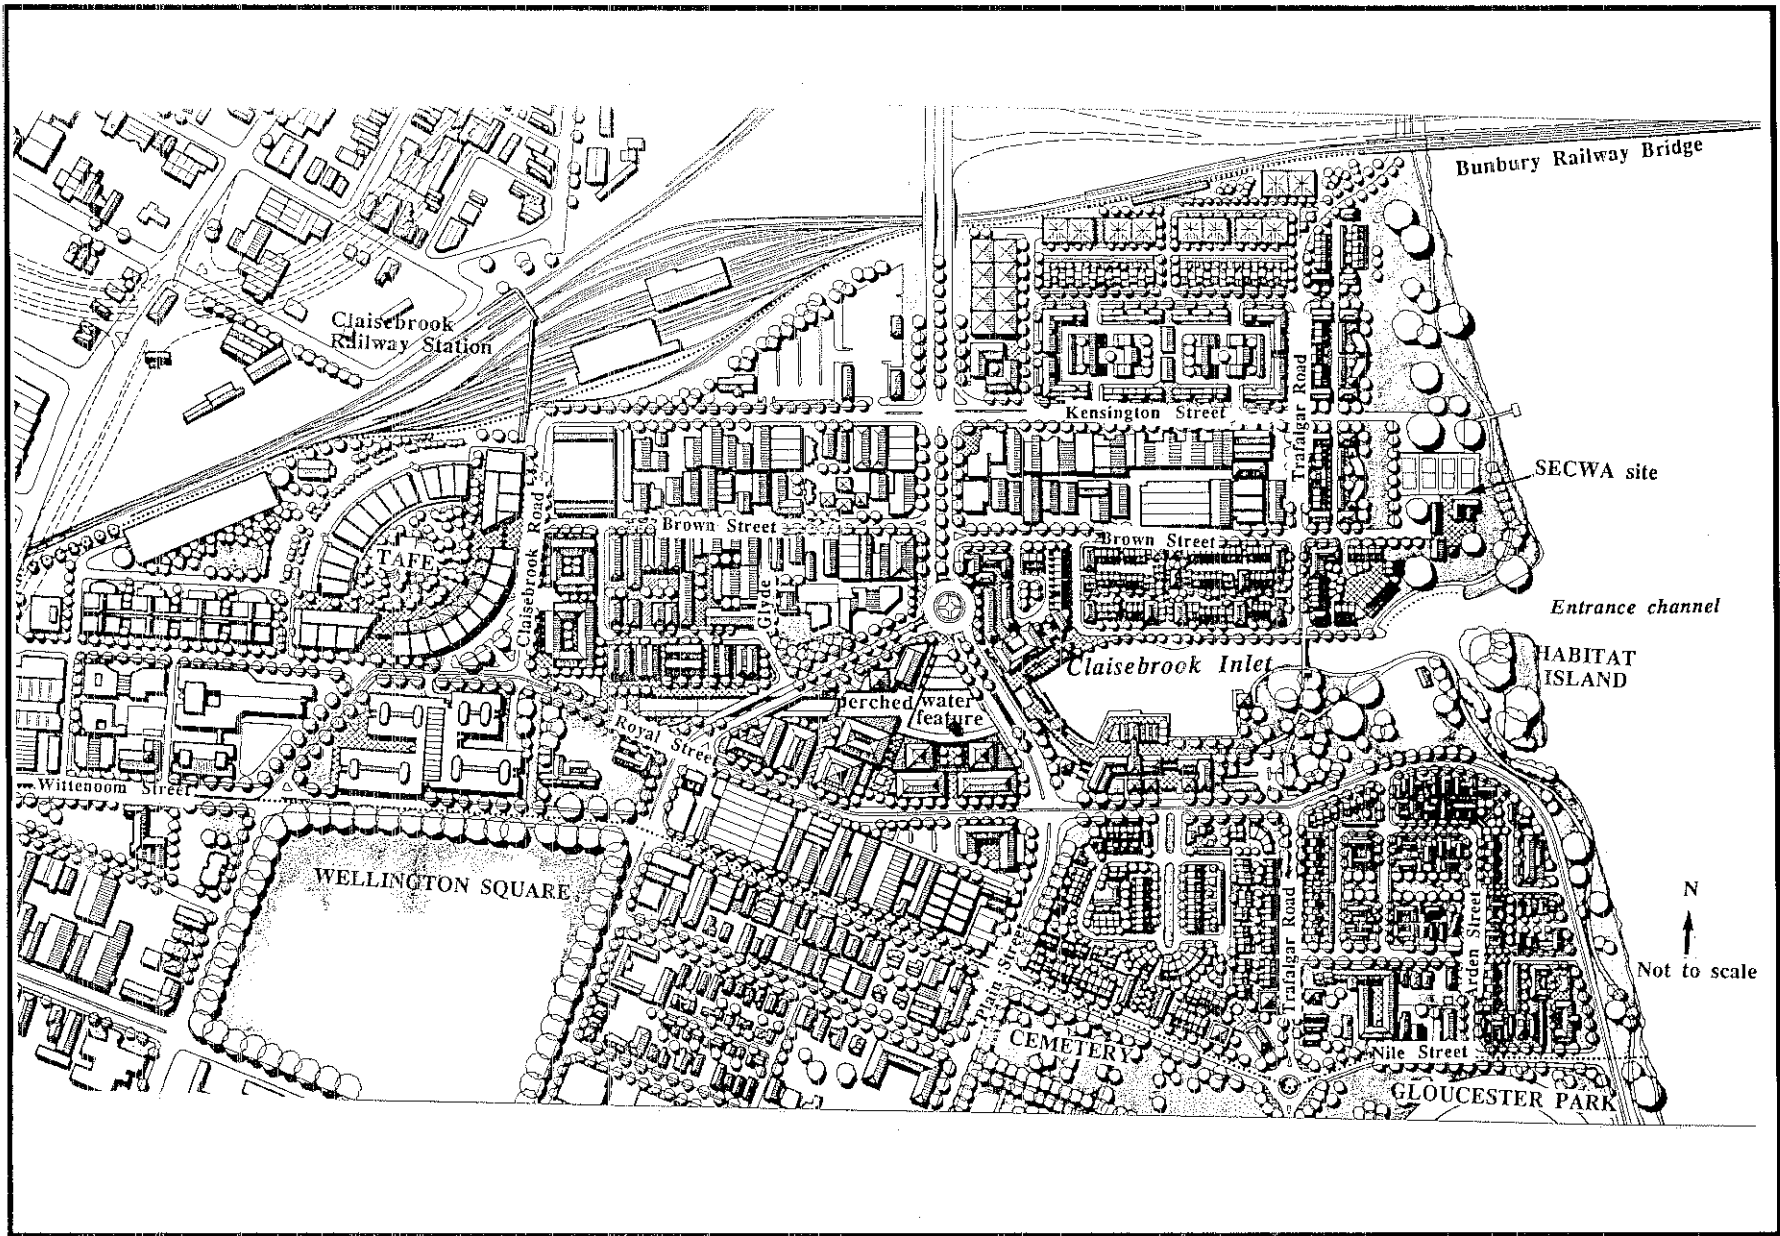 Bunbury Railway Bridge
Claisebrook
Railway Station
Kensington Street
Trafalgar Road
SECWA site
Claisebrook Road
Brown Street
Brown Street
TAFE
Glyde
Entrance channel
HABITAT
ISLAND
Claisebrook Inlet
perched water
feature
Royal Street
Wittenoom Street
WELLINGTON SQUARE
Trafalgar Road
Arden Street
N
Not to scale
Plain Street
CEMETERY
Nile Street
GLOUCESTER PARK